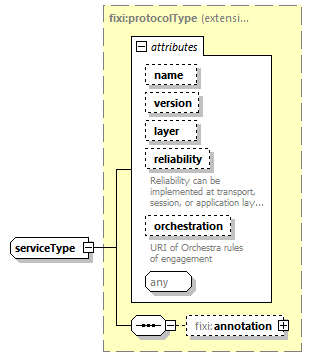 fixi:protocolType (extensi...
attributes
name
version
layer
reliability
Reliability can be
implemented at transport,
session, or application lay...
orchestration
URI of Orchestra rules
of engagement
serviceType
any
fixi:annotation